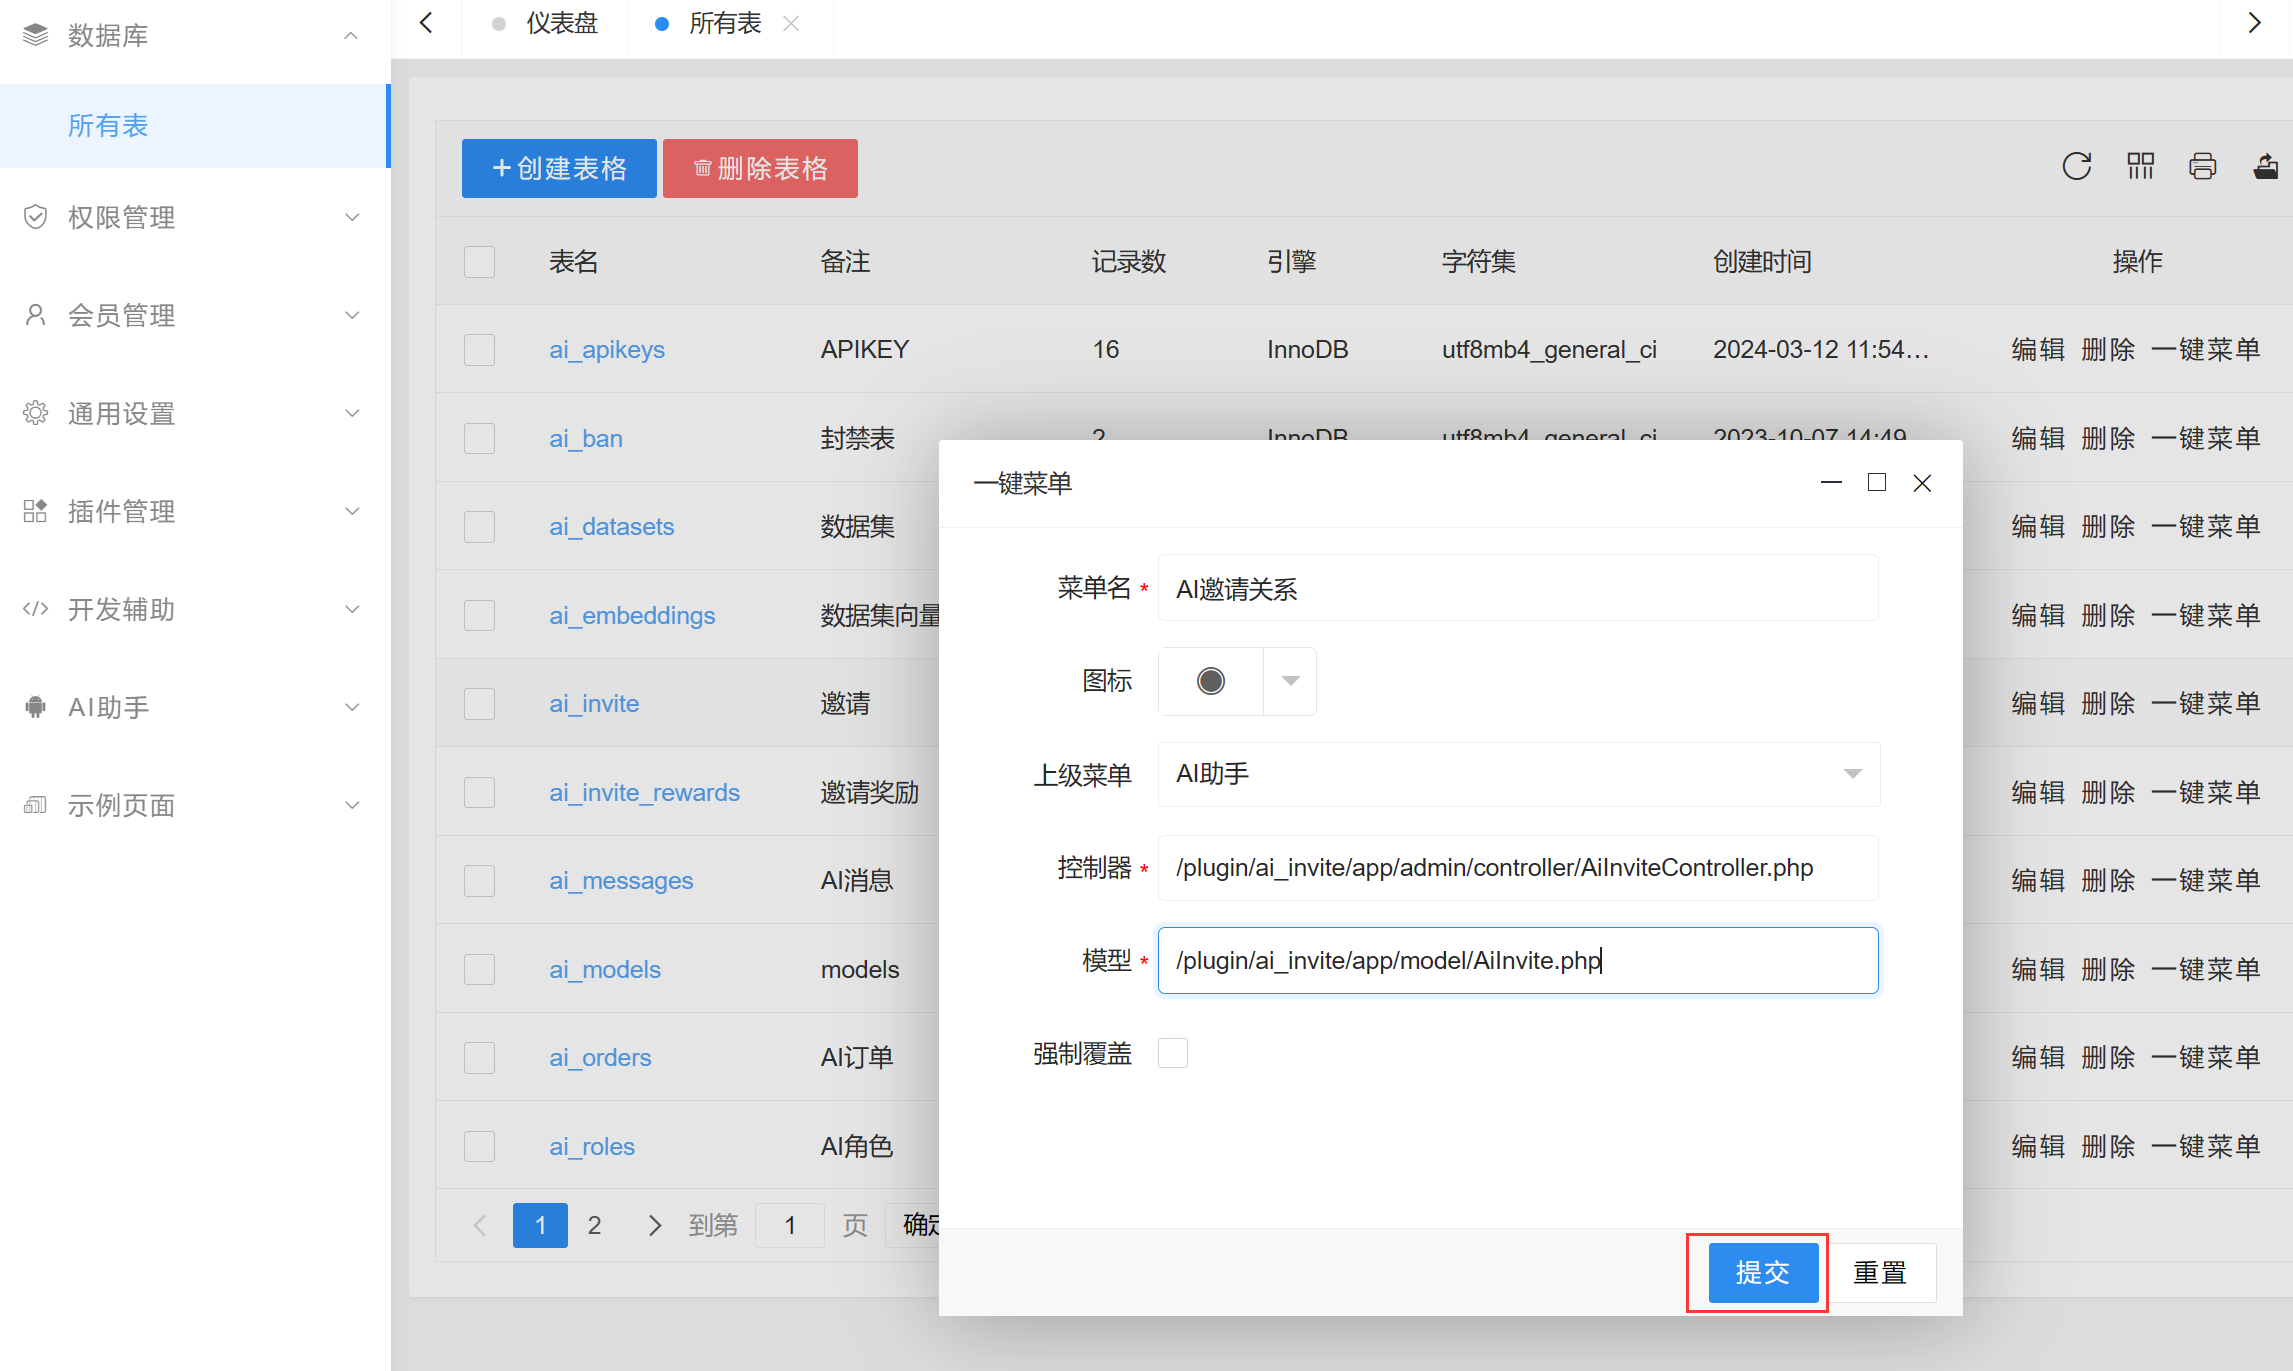 数据库
所有表
权限管理
会员管理
通用设置
插件管理
开发辅助
AI助手
示例页面
仪表盘
所有表
创建表格
删除表格
表名 备注 记录数 引擎 字符集 创建时间 操作
ai_apikeys APIKEY 16 InnoDB utf8mb4_general_ci 2024-03-12 11:54… 编辑 删除 一键菜单
ai_ban 封禁表 2 InnoDB utf8mb4_general_ci 2023-10-07 14:49 编辑 删除 一键菜单
ai_datasets 数据集 编辑 删除 一键菜单
ai_embeddings 数据集向量 编辑 删除 一键菜单
ai_invite 邀请 编辑 删除 一键菜单
ai_invite_rewards 邀请奖励 编辑 删除 一键菜单
ai_messages AI消息 编辑 删除 一键菜单
ai_models models 编辑 删除 一键菜单
ai_orders AI订单 编辑 删除 一键菜单
ai_roles AI角色 编辑 删除 一键菜单
1 2 到第 1 页 确定
一键菜单
菜单名* AI邀请关系
图标
上级菜单 AI助手
控制器* /plugin/ai_invite/app/admin/controller/AiInviteController.php
模型* /plugin/ai_invite/app/model/AiInvite.php
强制覆盖
提交 重置